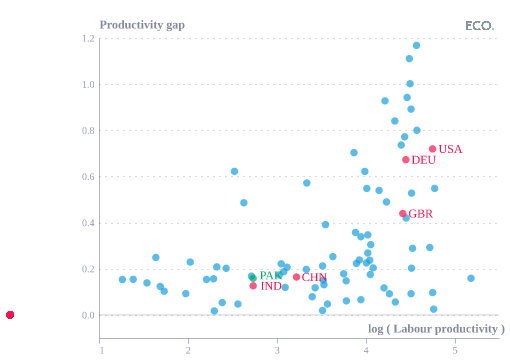 Productivity gap
ECO.
1.2
1.0
0.8
USA
DEU
0.6
0.4
GBR
0.2
PAK
CHN
IND
0.0
log ( Labour productivity )
1
2
3
4
5